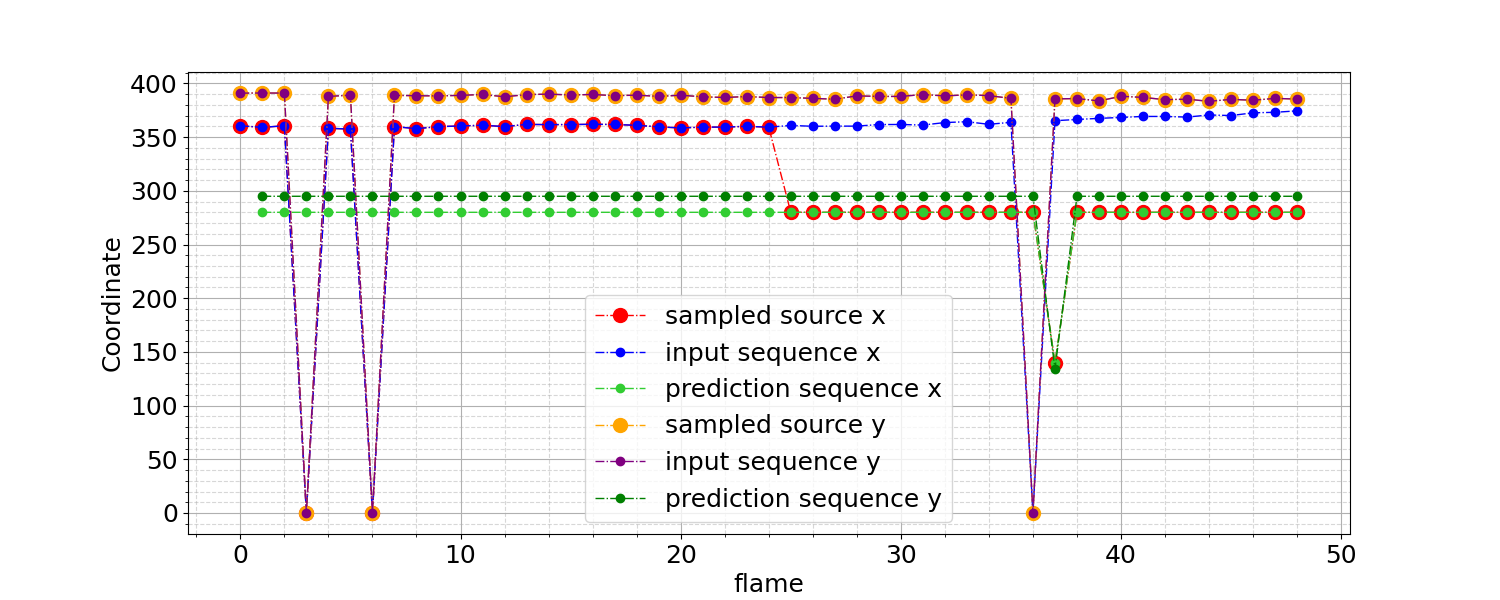 400
350
300
250
200
150
100
50
0
Coordinate
sampled source x
input sequence x
prediction sequence x
sampled source y
input sequence y
prediction sequence y
0 10 20 30 40 50
flame